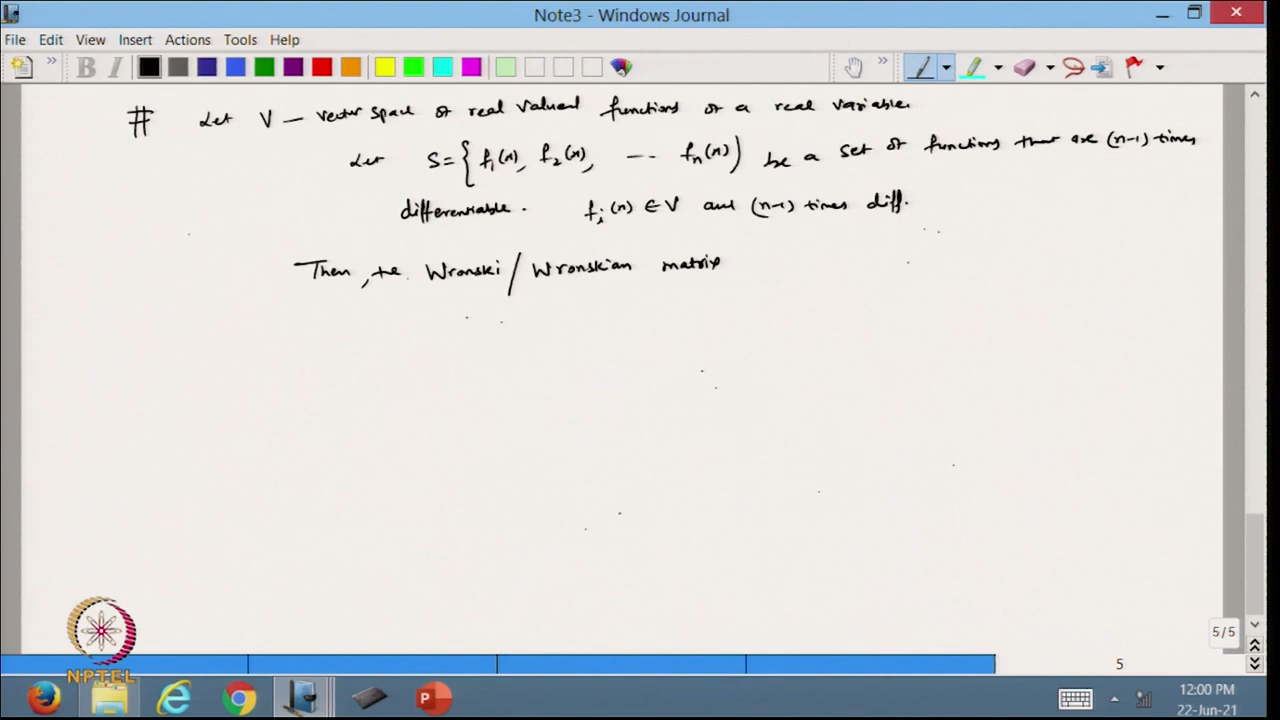 Note3 - Windows Journal
File Edit View Insert Actions Tools Help
# Let V — vector space of real valued functions of a real variable.
Let S = { f₁(x), f₂(x), --- fₙ(x) } be a set of functions that are (n-1) times
differentiable. fⱼ(x) ∈ V and (n-1) times diff.
Then, the Wronski / Wronskian matrix
5/5
NPTEL
5
12:00 PM
22-Jun-21